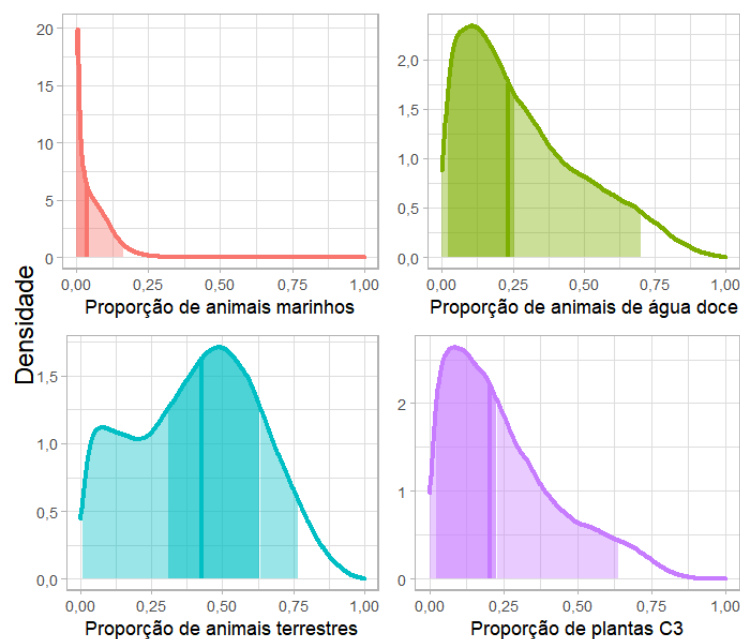 Densidade
20
15
10
5
0
0,00 0,25 0,50 0,75 1,00
Proporção de animais marinhos
2,0
1,5
1,0
0,5
0,0
0,00 0,25 0,50 0,75 1,00
Proporção de animais de água doce
1,5
1,0
0,5
0,0
0,00 0,25 0,50 0,75 1,00
Proporção de animais terrestres
2
1
0
0,00 0,25 0,50 0,75 1,00
Proporção de plantas C3